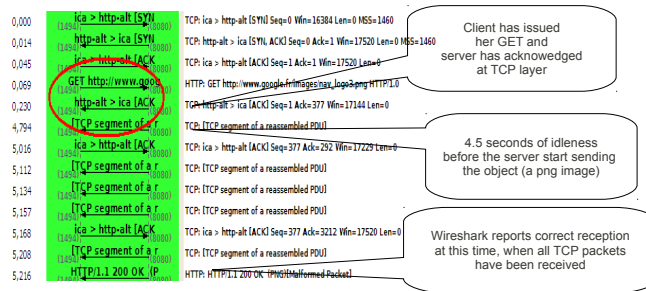 0,000 ica > http-alt [SYN (1494) (8080) TCP: ica > http-alt [SYN] Seq=0 Win=16384 Len=0 MSS=1460
0,014 http-alt > ica [SYN (1494) (8080) TCP: http-alt > ica [SYN, ACK] Seq=0 Ack=1 Win=17520 Len=0 MSS=1460
0,045 ica > http-alt [ACK (1494) (8080) TCP: ica > http-alt [ACK] Seq=1 Ack=1 Win=17520 Len=0
0,069 GET http://www.goog (1494) (8080) HTTP: GET http://www.google.fr/images/nav_logo3.png HTTP/1.0
0,230 http-alt > ica [ACK (1494) (8080) TCP: http-alt > ica [ACK] Seq=1 Ack=377 Win=17144 Len=0
4,794 [TCP segment of a r (1494) (8080) TCP: [TCP segment of a reassembled PDU]
5,016 ica > http-alt [ACK (1494) (8080) TCP: ica > http-alt [ACK] Seq=377 Ack=292 Win=17229 Len=0
5,112 [TCP segment of a r (1494) (8080) TCP: [TCP segment of a reassembled PDU]
5,134 [TCP segment of a r (1494) (8080) TCP: [TCP segment of a reassembled PDU]
5,157 [TCP segment of a r (1494) (8080) TCP: [TCP segment of a reassembled PDU]
5,168 ica > http-alt [ACK (1494) (8080) TCP: ica > http-alt [ACK] Seq=377 Ack=3212 Win=17520 Len=0
5,208 [TCP segment of a r (1494) (8080) TCP: [TCP segment of a reassembled PDU]
5,216 HTTP/1.1 200 OK (P (1494) (8080) HTTP: HTTP/1.1 200 OK (PNG)[Malformed Packet]
Client has issued
her GET and
server has acknowedged
at TCP layer
4.5 seconds of idleness
before the server start sending
the object (a png image)
Wireshark reports correct reception
at this time, when all TCP packets
have been received